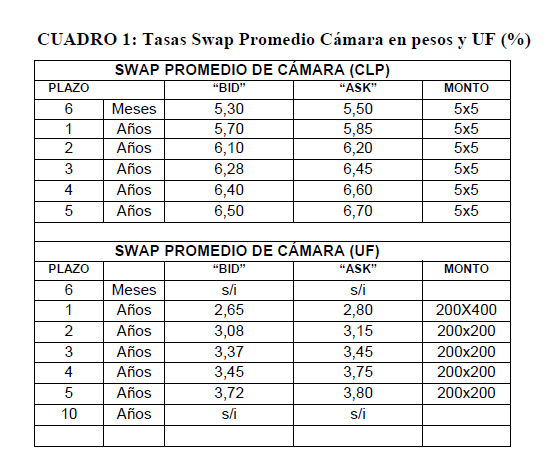 CUADRO 1: Tasas Swap Promedio Cámara en pesos y UF (%)
SWAP PROMEDIO DE CÁMARA (CLP)
PLAZO “BID” “ASK” MONTO
6 Meses 5,30 5,50 5x5
1 Años 5,70 5,85 5x5
2 Años 6,10 6,20 5x5
3 Años 6,28 6,45 5x5
4 Años 6,40 6,60 5x5
5 Años 6,50 6,70 5x5
SWAP PROMEDIO DE CÁMARA (UF)
PLAZO “BID” “ASK” MONTO
6 Meses s/i s/i
1 Años 2,65 2,80 200X400
2 Años 3,08 3,15 200x200
3 Años 3,37 3,45 200x200
4 Años 3,45 3,75 200x200
5 Años 3,72 3,80 200x200
10 Años s/i s/i